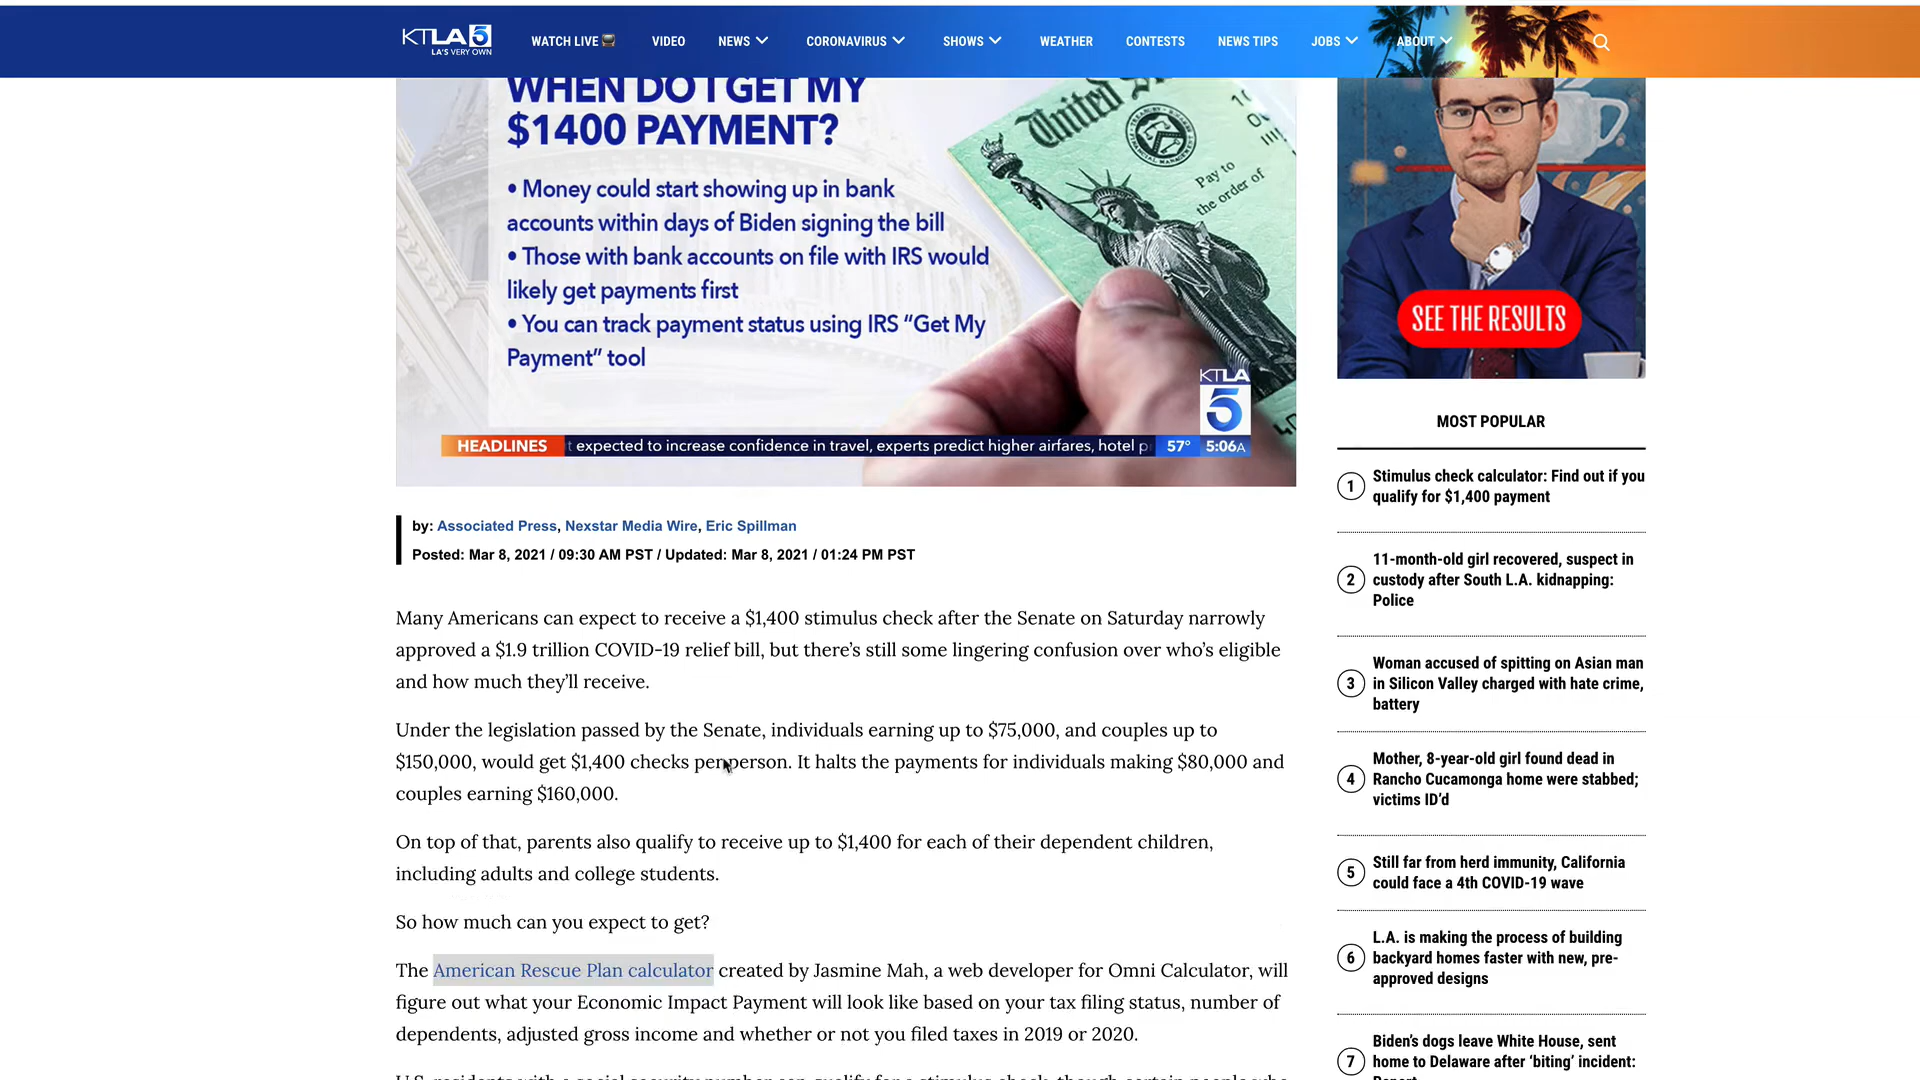 KTLA 5
LA'S VERY OWN
WATCH LIVE
VIDEO
NEWS
CORONAVIRUS
SHOWS
WEATHER
CONTESTS
NEWS TIPS
JOBS
ABOUT
WHEN DO I GET MY
$1400 PAYMENT?
• Money could start showing up in bank
accounts within days of Biden signing the bill
• Those with bank accounts on file with IRS would
likely get payments first
• You can track payment status using IRS “Get My
Payment” tool
United
Pay to
the order of
KTLA
5
HEADLINES
t expected to increase confidence in travel, experts predict higher airfares, hotel p
57°
5:06A
by: Associated Press, Nexstar Media Wire, Eric Spillman
Posted: Mar 8, 2021 / 09:30 AM PST / Updated: Mar 8, 2021 / 01:24 PM PST
Many Americans can expect to receive a $1,400 stimulus check after the Senate on Saturday narrowly
approved a $1.9 trillion COVID-19 relief bill, but there’s still some lingering confusion over who’s eligible
and how much they’ll receive.
Under the legislation passed by the Senate, individuals earning up to $75,000, and couples up to
$150,000, would get $1,400 checks per person. It halts the payments for individuals making $80,000 and
couples earning $160,000.
On top of that, parents also qualify to receive up to $1,400 for each of their dependent children,
including adults and college students.
So how much can you expect to get?
The American Rescue Plan calculator created by Jasmine Mah, a web developer for Omni Calculator, will
figure out what your Economic Impact Payment will look like based on your tax filing status, number of
dependents, adjusted gross income and whether or not you filed taxes in 2019 or 2020.
SEE THE RESULTS
MOST POPULAR
1 Stimulus check calculator: Find out if you
qualify for $1,400 payment
2 11-month-old girl recovered, suspect in
custody after South L.A. kidnapping:
Police
3 Woman accused of spitting on Asian man
in Silicon Valley charged with hate crime,
battery
4 Mother, 8-year-old girl found dead in
Rancho Cucamonga home were stabbed;
victims ID’d
5 Still far from herd immunity, California
could face a 4th COVID-19 wave
6 L.A. is making the process of building
backyard homes faster with new, pre-
approved designs
7 Biden’s dogs leave White House, sent
home to Delaware after ‘biting’ incident: